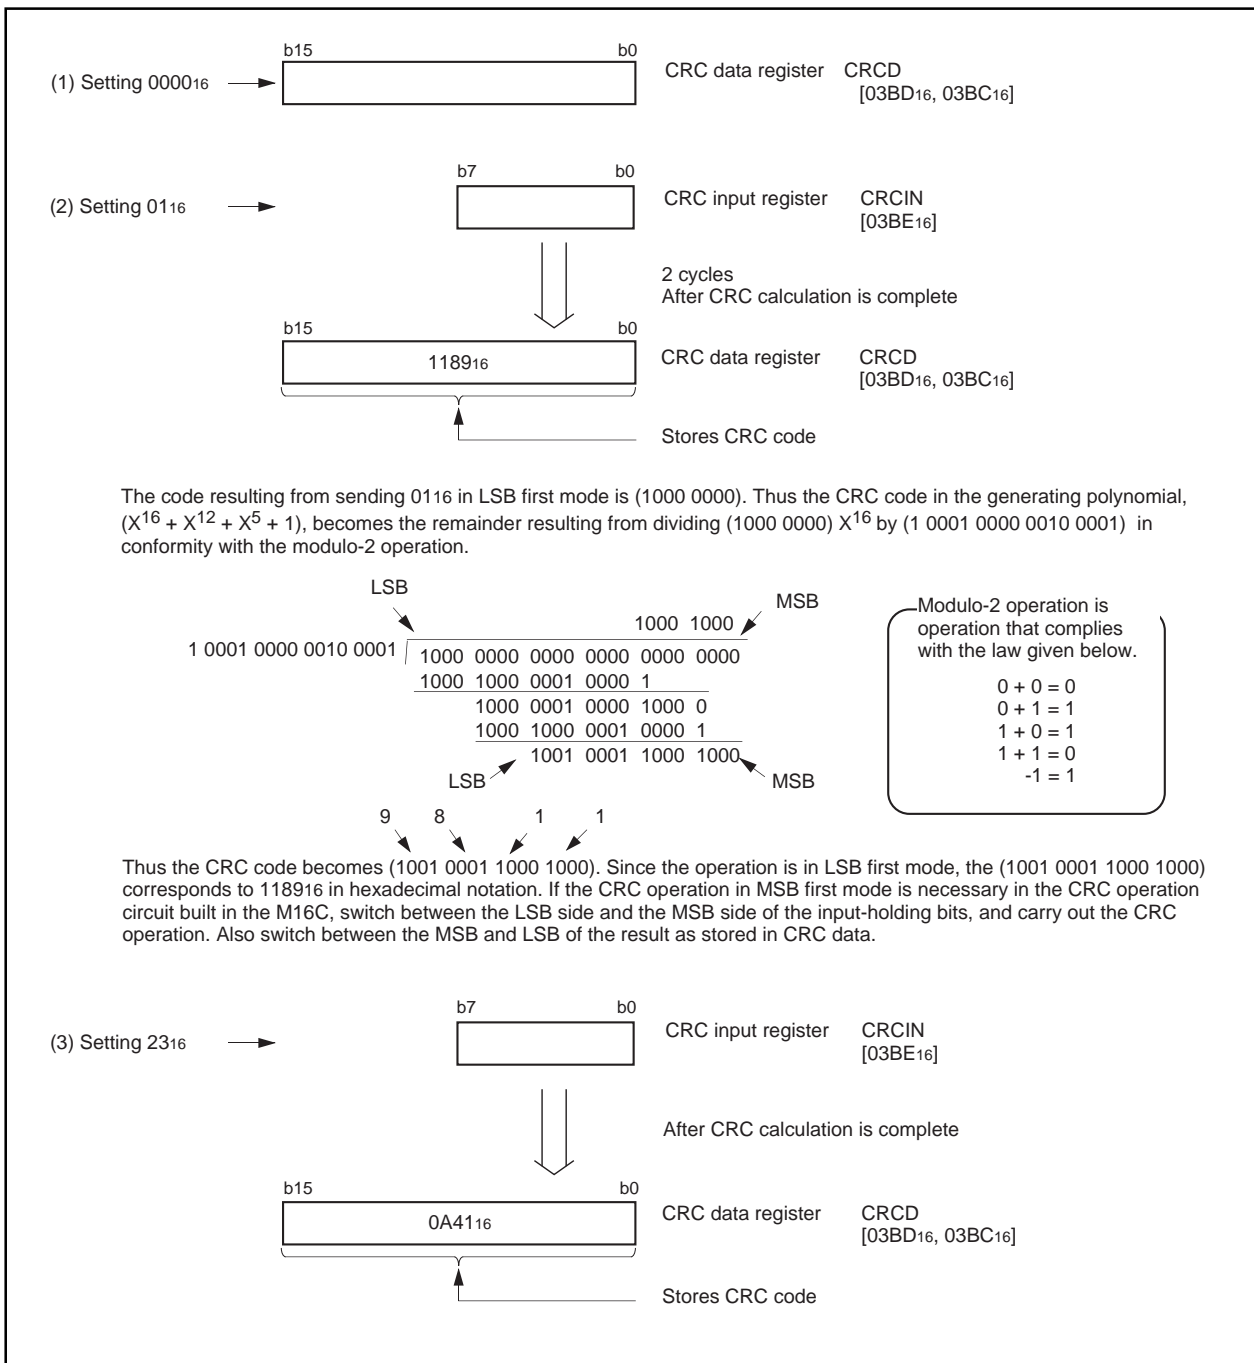 b15 b0
(1) Setting 0000₁₆
CRC data register CRCD
[03BD₁₆, 03BC₁₆]
b7 b0
(2) Setting 01₁₆
CRC input register CRCIN
[03BE₁₆]
2 cycles
After CRC calculation is complete
b15 b0
1189₁₆
CRC data register CRCD
[03BD₁₆, 03BC₁₆]
Stores CRC code
The code resulting from sending 01₁₆ in LSB first mode is (1000 0000). Thus the CRC code in the generating polynomial,
(X¹⁶ + X¹² + X⁵ + 1), becomes the remainder resulting from dividing (1000 0000) X¹⁶ by (1 0001 0000 0010 0001) in
conformity with the modulo-2 operation.
LSB
MSB
1000 1000
1 0001 0000 0010 0001
1000 0000 0000 0000 0000 0000
1000 1000 0001 0000 1
1000 0001 0000 1000 0
1000 1000 0001 0000 1
1001 0001 1000 1000
LSB
MSB
Modulo-2 operation is
operation that complies
with the law given below.
0 + 0 = 0
0 + 1 = 1
1 + 0 = 1
1 + 1 = 0
-1 = 1
9 8 1 1
Thus the CRC code becomes (1001 0001 1000 1000). Since the operation is in LSB first mode, the (1001 0001 1000 1000)
corresponds to 1189₁₆ in hexadecimal notation. If the CRC operation in MSB first mode is necessary in the CRC operation
circuit built in the M16C, switch between the LSB side and the MSB side of the input-holding bits, and carry out the CRC
operation. Also switch between the MSB and LSB of the result as stored in CRC data.
b7 b0
(3) Setting 23₁₆
CRC input register CRCIN
[03BE₁₆]
After CRC calculation is complete
b15 b0
0A41₁₆
CRC data register CRCD
[03BD₁₆, 03BC₁₆]
Stores CRC code